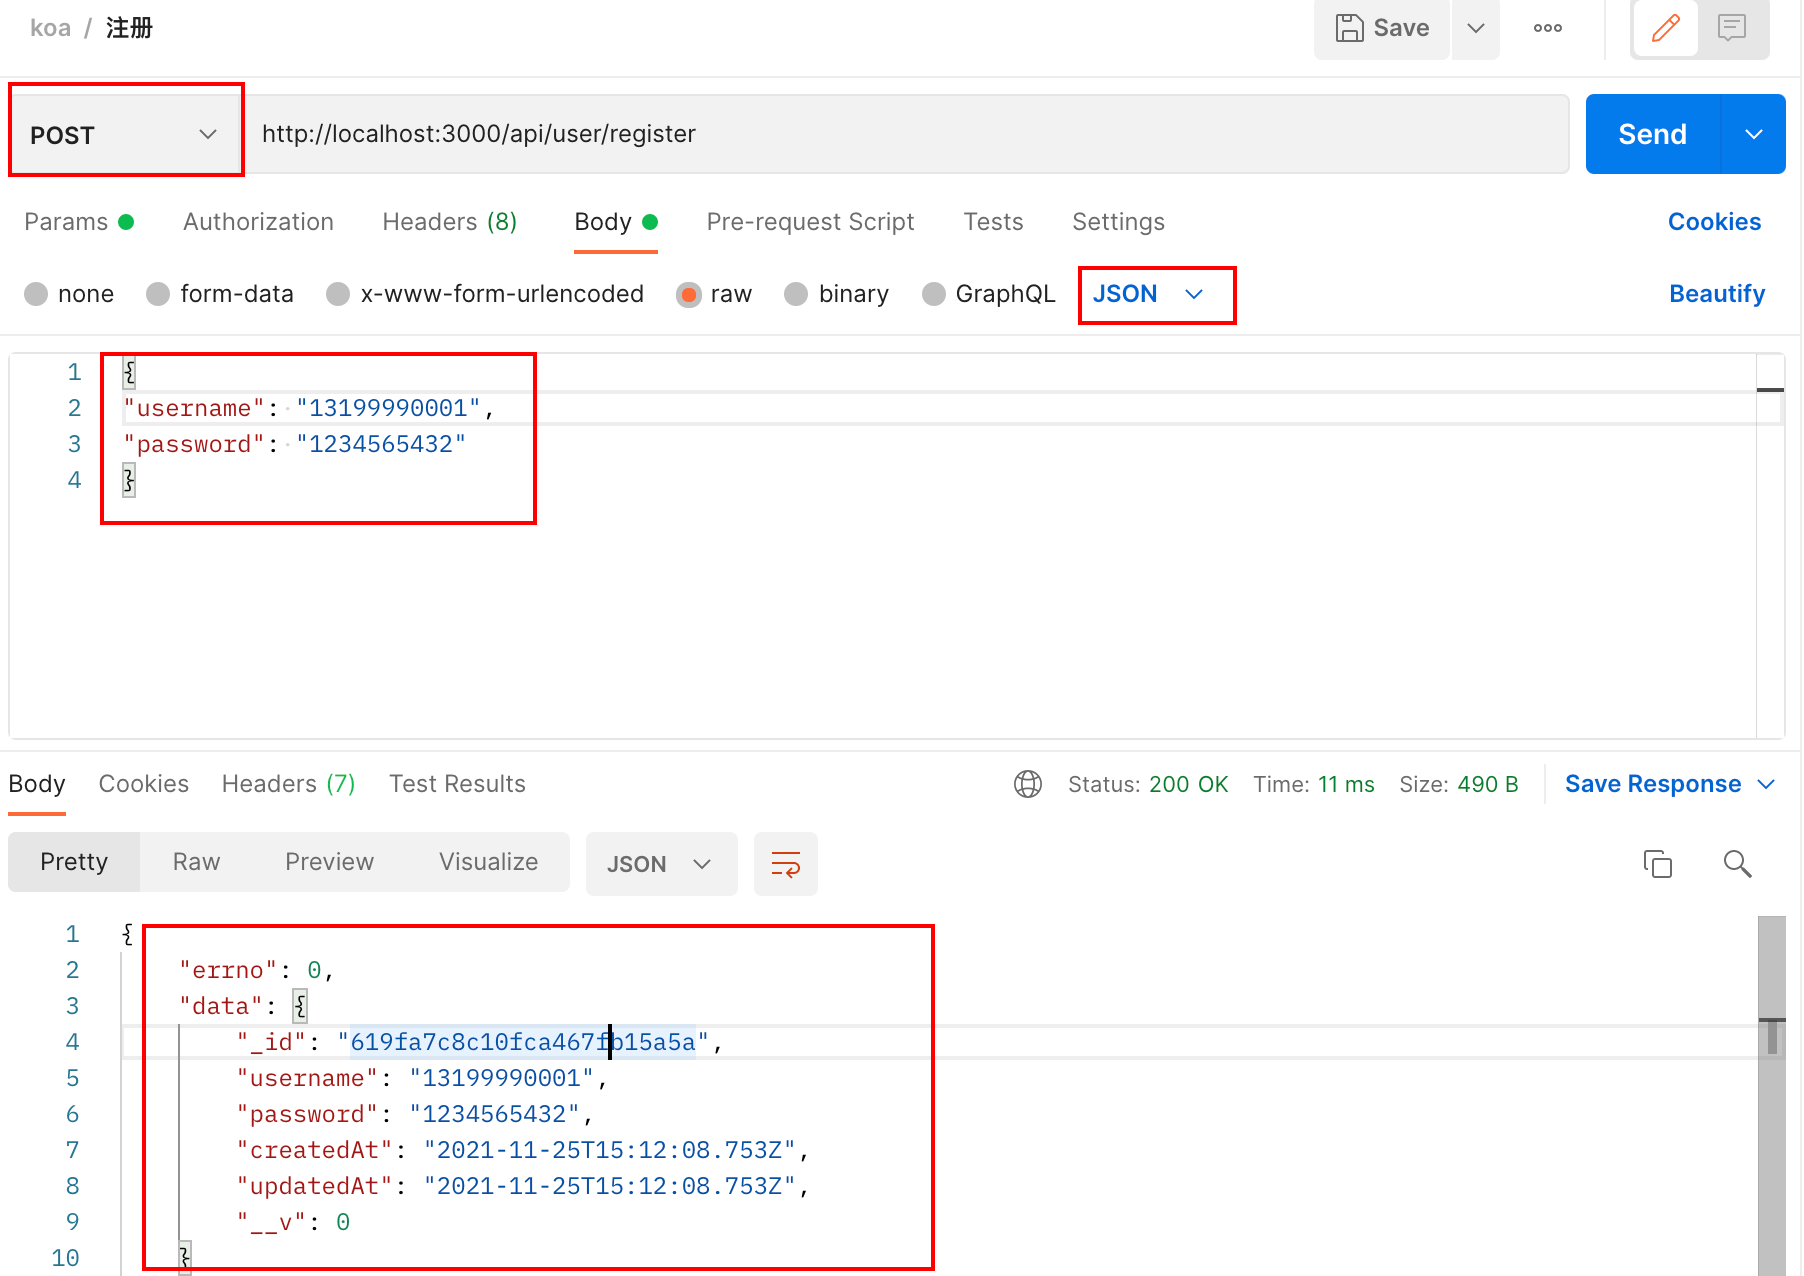 koa / 注册
Save
POST
http://localhost:3000/api/user/register
Send
Params Authorization Headers (8) Body Pre-request Script Tests Settings Cookies
none form-data x-www-form-urlencoded raw binary GraphQL JSON Beautify
1 {
2 "username": "13199990001",
3 "password": "1234565432"
4 }
Body Cookies Headers (7) Test Results Status: 200 OK Time: 11 ms Size: 490 B Save Response
Pretty Raw Preview Visualize JSON
1 {
2 "errno": 0,
3 "data": {
4 "_id": "619fa7c8c10fca467fb15a5a",
5 "username": "13199990001",
6 "password": "1234565432",
7 "createdAt": "2021-11-25T15:12:08.753Z",
8 "updatedAt": "2021-11-25T15:12:08.753Z",
9 "__v": 0
10 }